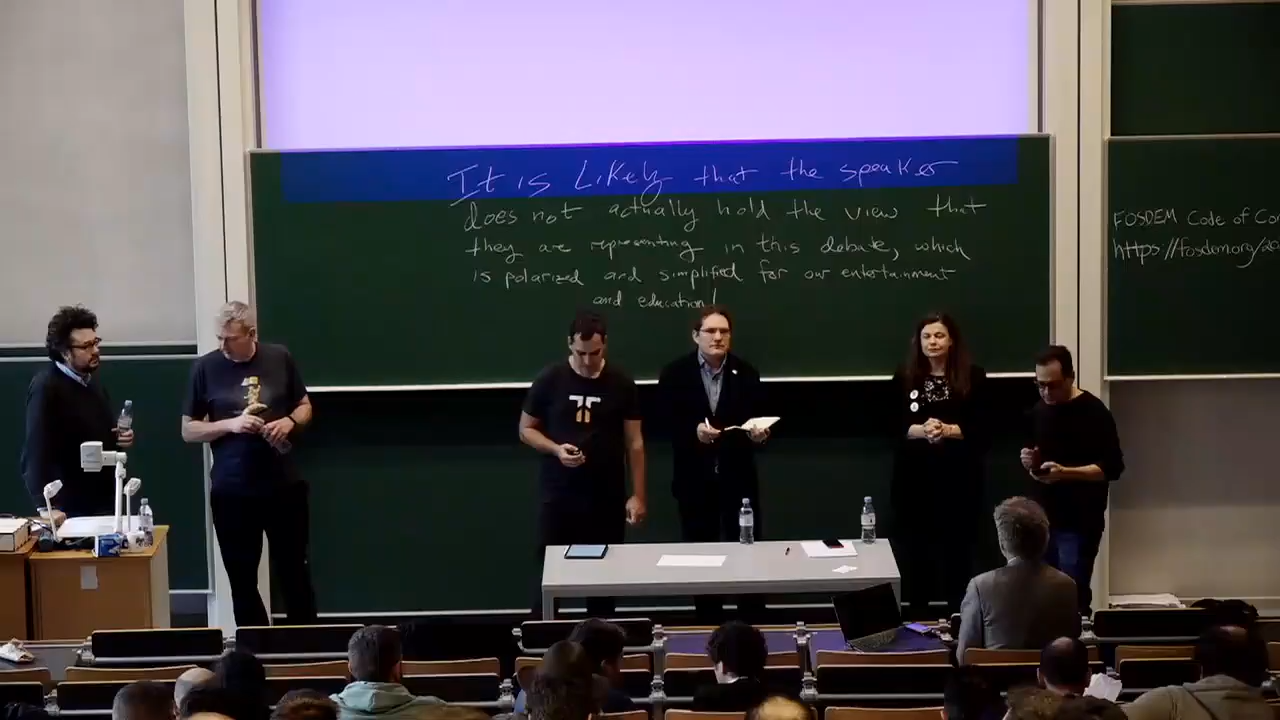 It is Likely that the speaker
does not actually hold the view that
they are representing in this debate, which
is polarized and simplified for our entertainment
and education!
FOSDEM Code of Co
https://fosdem.org/20